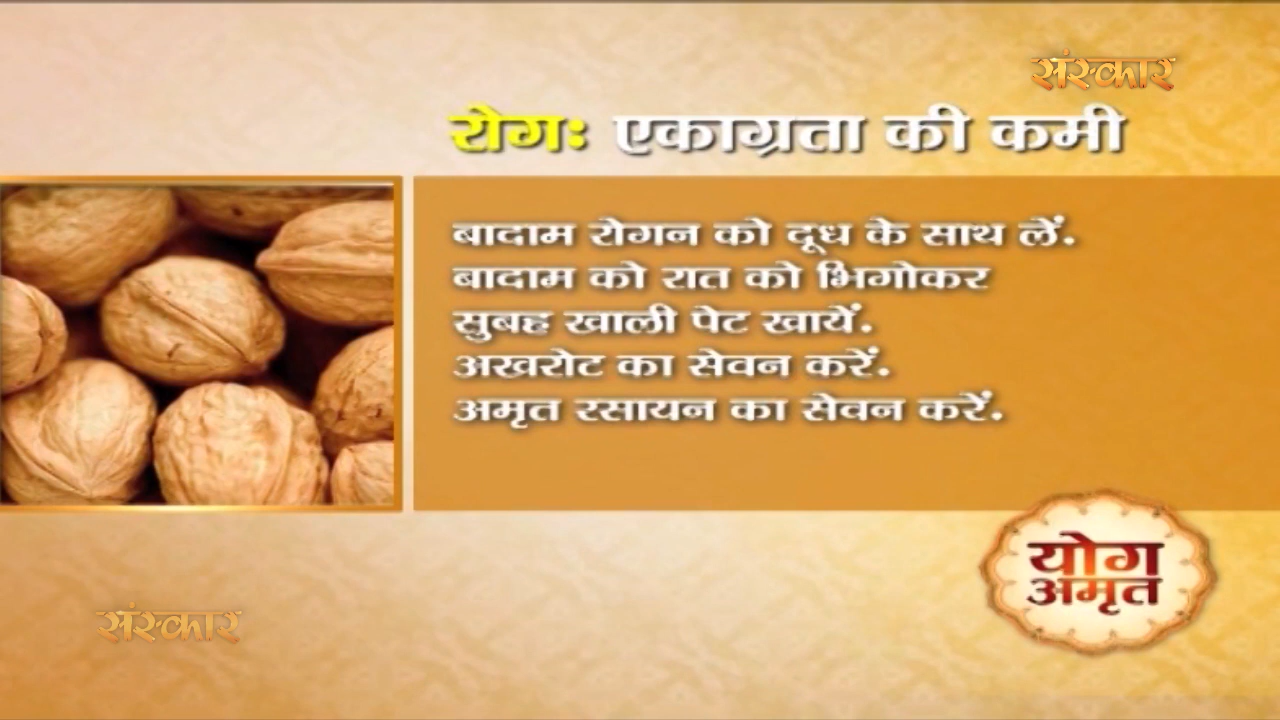 संस्कार
रोगः एकाग्रता की कमी
बादाम रोगन को दूध के साथ लें.
बादाम को रात को भिगोकर
सुबह खाली पेट खायें.
अखरोट का सेवन करें.
अमृत रसायन का सेवन करें.
योग
अमृत
संस्कार